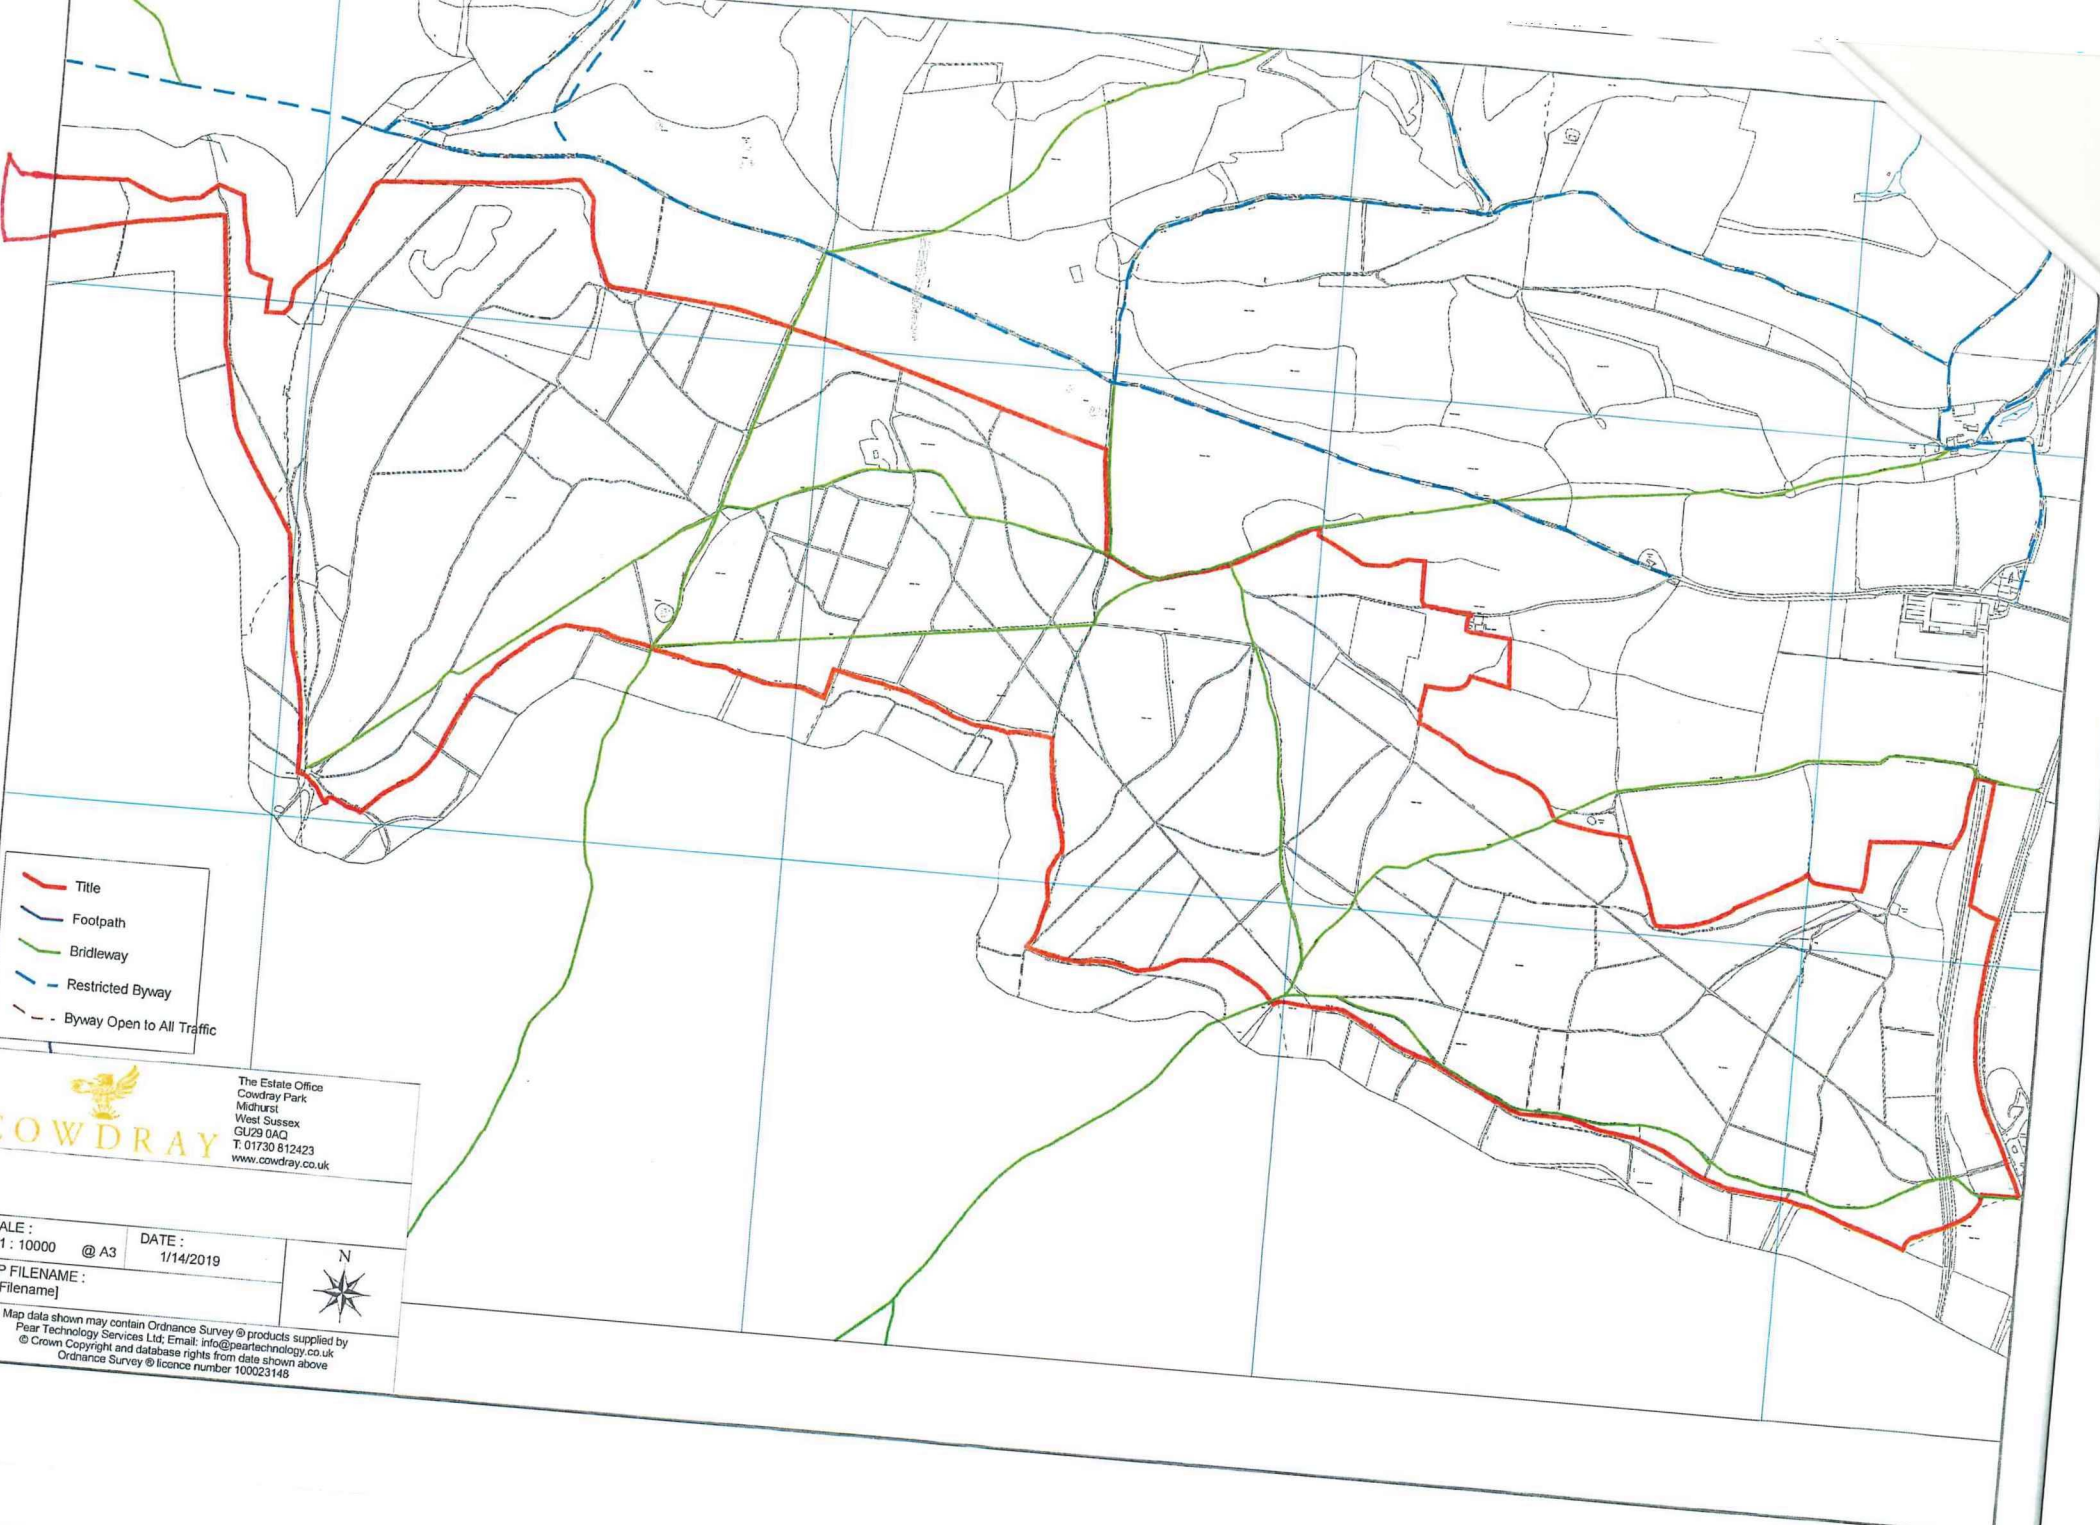 Title
Footpath
Bridleway
Restricted Byway
Byway Open to All Traffic
COWDRAY
The Estate Office
Cowdray Park
Midhurst
West Sussex
GU29 0AQ
T: 01730 812423
www.cowdray.co.uk
ALE :
1 : 10000 @ A3
DATE :
1/14/2019
P FILENAME :
Filename]
N
Map data shown may contain Ordnance Survey ® products supplied by
Pear Technology Services Ltd; Email: info@peartechnology.co.uk
© Crown Copyright and database rights from date shown above
Ordnance Survey ® licence number 100023148